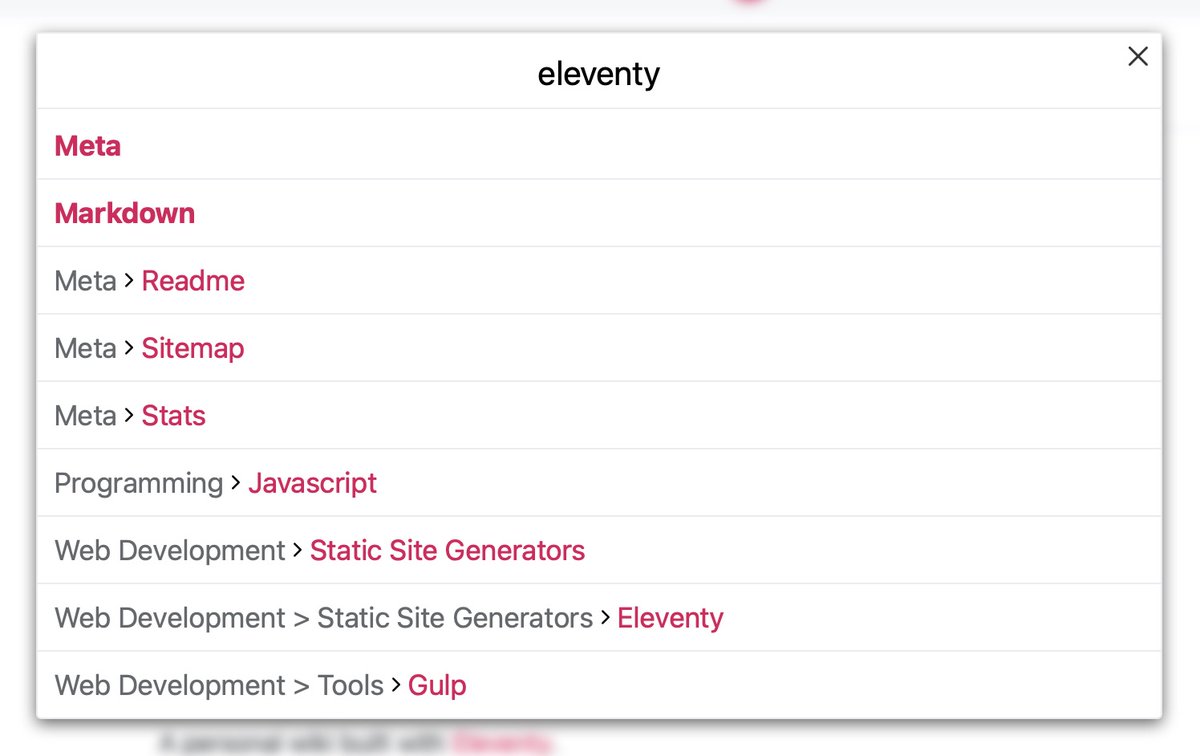 eleventy
Meta
Markdown
Meta > Readme
Meta > Sitemap
Meta > Stats
Programming > Javascript
Web Development > Static Site Generators
Web Development > Static Site Generators > Eleventy
Web Development > Tools > Gulp
A personal wiki built with Eleventy.